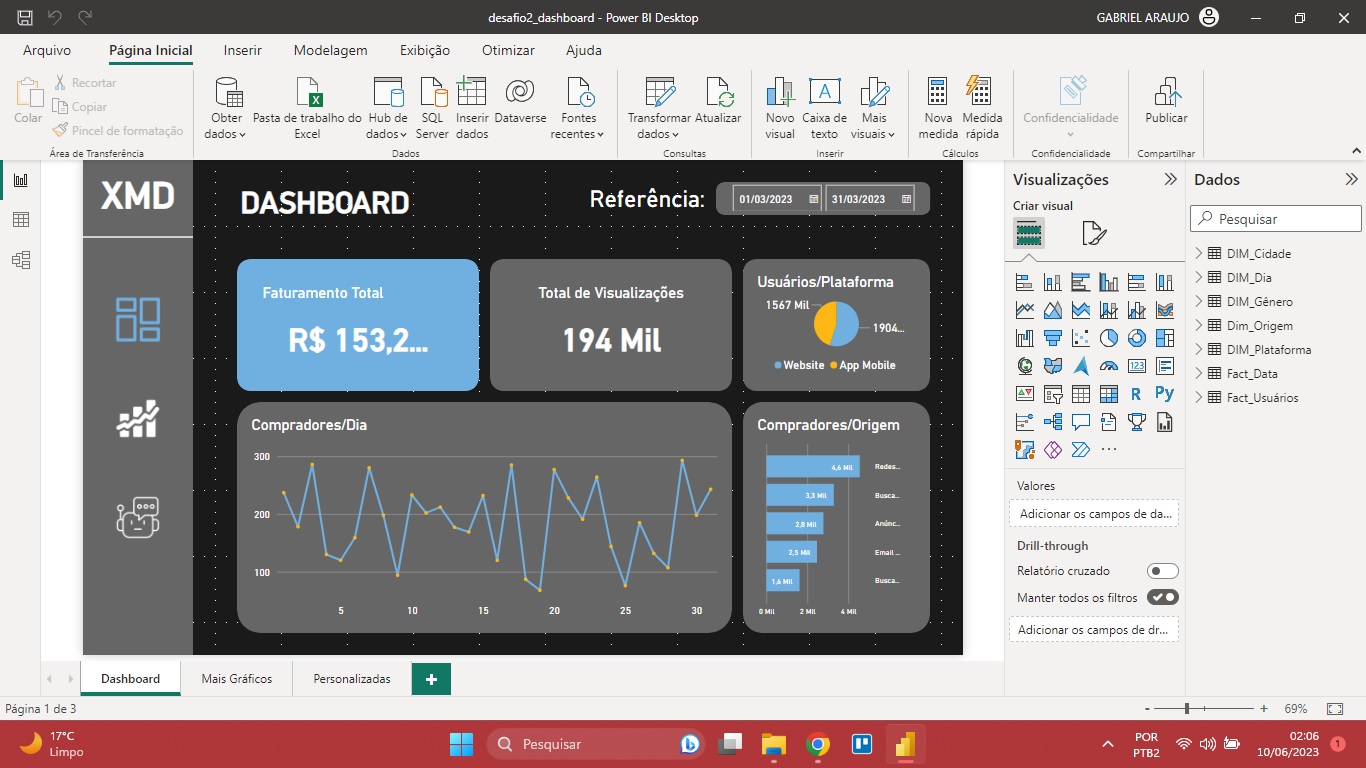 desafio2_dashboard - Power BI Desktop
GABRIEL ARAUJO
Arquivo
Página Inicial
Inserir
Modelagem
Exibição
Otimizar
Ajuda
Colar
Recortar
Copiar
Pincel de formatação
Área de Transferência
Obter dados
Pasta de trabalho do Excel
Hub de dados
SQL Server
Inserir dados
Dataverse
Fontes recentes
Dados
Transformar dados
Atualizar
Consultas
Novo visual
Caixa de texto
Mais visuais
Inserir
Nova medida
Medida rápida
Cálculos
Confidencialidade
Confidencialidade
Publicar
Compartilhar
XMD
DASHBOARD
Referência:
01/03/2023
31/03/2023
Faturamento Total
R$ 153,2...
Total de Visualizações
194 Mil
Usuários/Plataforma
1567 Mil
1904...
Website
App Mobile
Compradores/Dia
300
200
100
5
10
15
20
25
30
Compradores/Origem
4,6 Mil
Redes...
3,3 Mil
Busca...
2,8 Mil
Anúnc...
2,5 Mil
Email ...
1,6 Mil
Busca...
0 Mil
2 Mil
4 Mil
Visualizações
Criar visual
123
R
Py
Valores
Adicionar os campos de da...
Drill-through
Relatório cruzado
Manter todos os filtros
Adicionar os campos de dr...
Dados
Pesquisar
DIM_Cidade
DIM_Dia
DIM_Gênero
Dim_Origem
DIM_Plataforma
Fact_Data
Fact_Usuários
Dashboard
Mais Gráficos
Personalizadas
Página 1 de 3
69%
17°C
Limpo
Pesquisar
POR
PTB2
02:06
10/06/2023
1